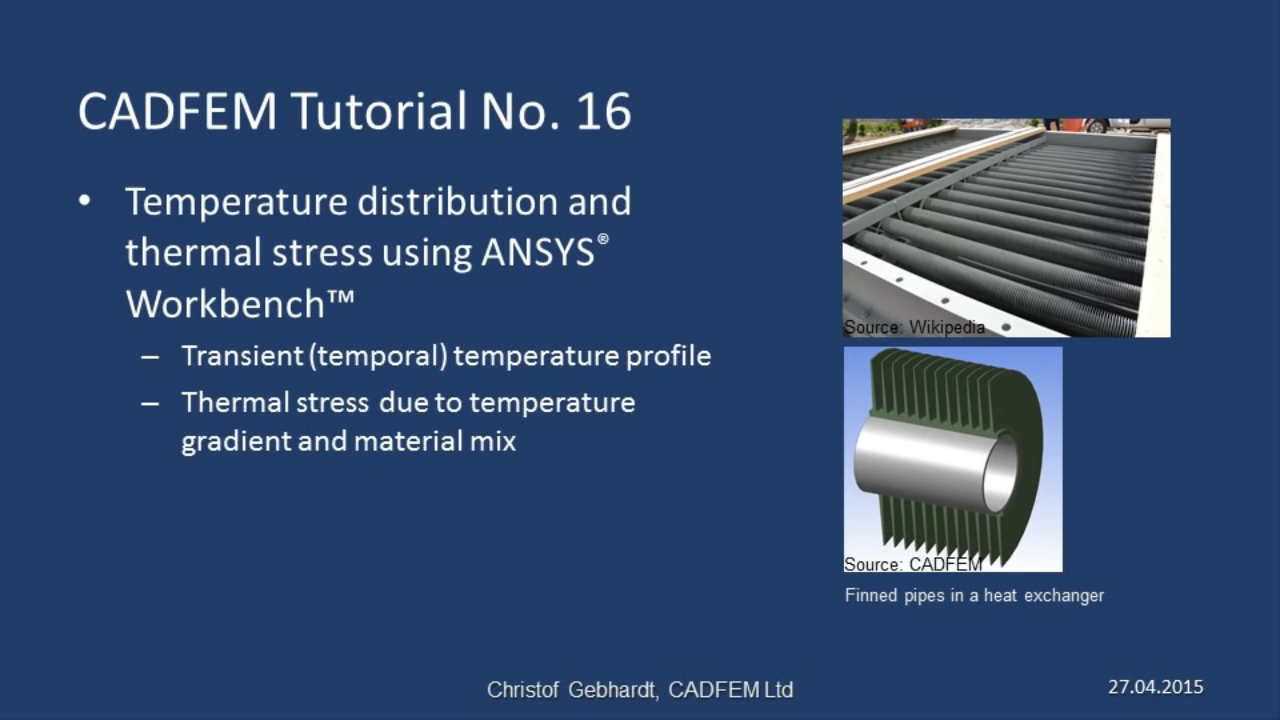 CADFEM Tutorial No. 16
• Temperature distribution and
thermal stress using ANSYS®
Workbench™
– Transient (temporal) temperature profile
– Thermal stress due to temperature
gradient and material mix
Source: Wikipedia
Source: CADFEM
Finned pipes in a heat exchanger
Christof Gebhardt, CADFEM Ltd
27.04.2015